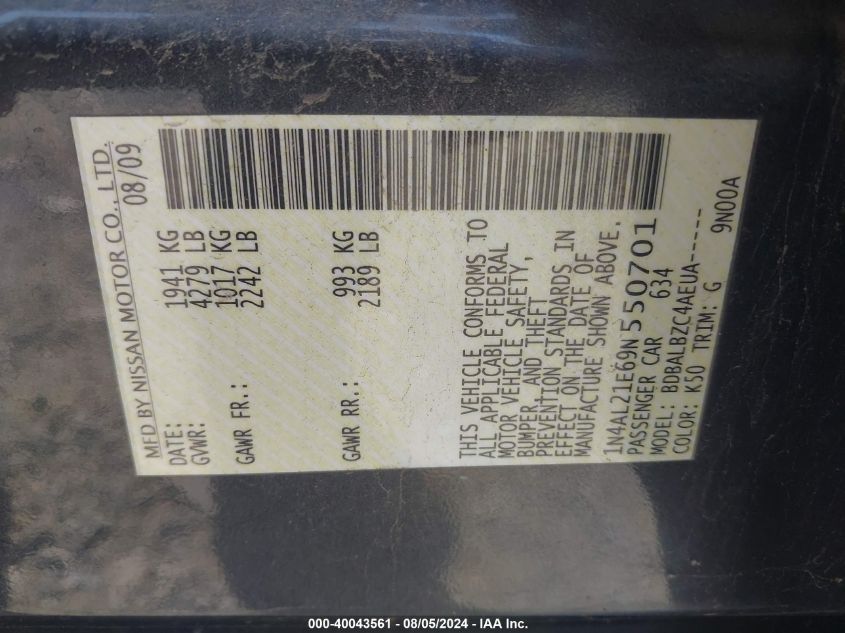 MFD BY NISSAN MOTOR CO., LTD.
DATE: 08/09
GVWR: 1941 KG
4279 LB
GAWR FR.: 1017 KG
2242 LB
GAWR RR.: 993 KG
2189 LB
THIS VEHICLE CONFORMS TO
ALL APPLICABLE FEDERAL
MOTOR VEHICLE SAFETY,
BUMPER, AND THEFT
PREVENTION STANDARDS IN
EFFECT ON THE DATE OF
MANUFACTURE SHOWN ABOVE.
1N4AL21E69N550701
PASSENGER CAR 634
MODEL: BDBALBZC4AEUA-----
COLOR: K50 TRIM: G 9N00A
000-40043561 - 08/05/2024 - IAA Inc.